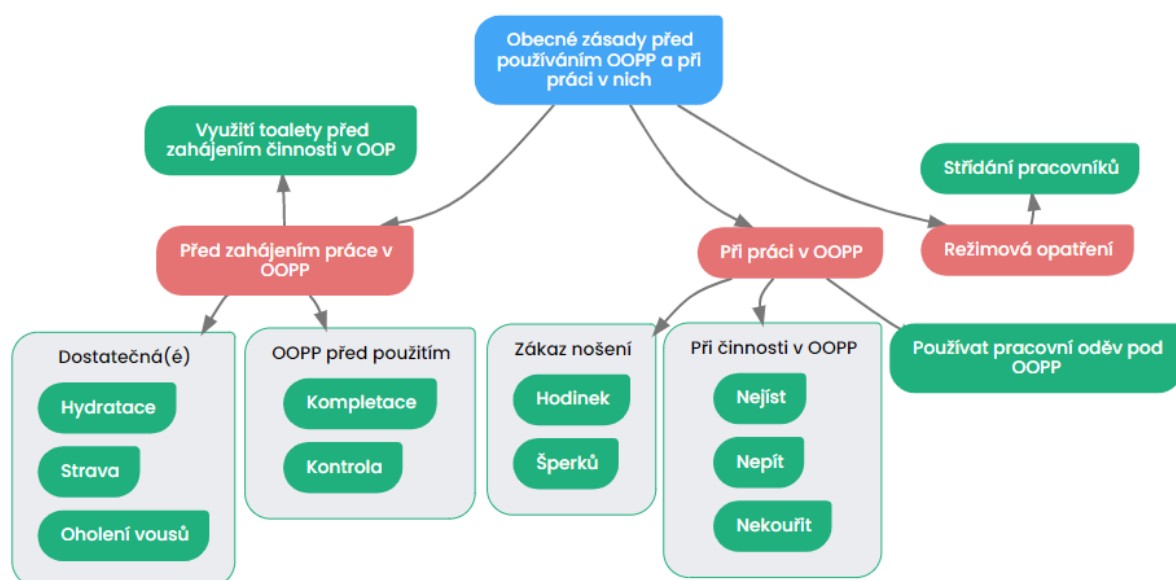 Obecné zásady před
používáním OOPP a při
práci v nich
Využití toalety před
zahájením činnosti v OOP
Střídání pracovníků
Před zahájením práce v
OOPP
Při práci v OOPP
Režimová opatření
Dostatečná(é)
Hydratace
Strava
Oholení vousů
OOPP před použitím
Kompletace
Kontrola
Zákaz nošení
Hodinek
Šperků
Při činnosti v OOPP
Nejíst
Nepít
Nekouřit
Používat pracovní oděv pod
OOPP